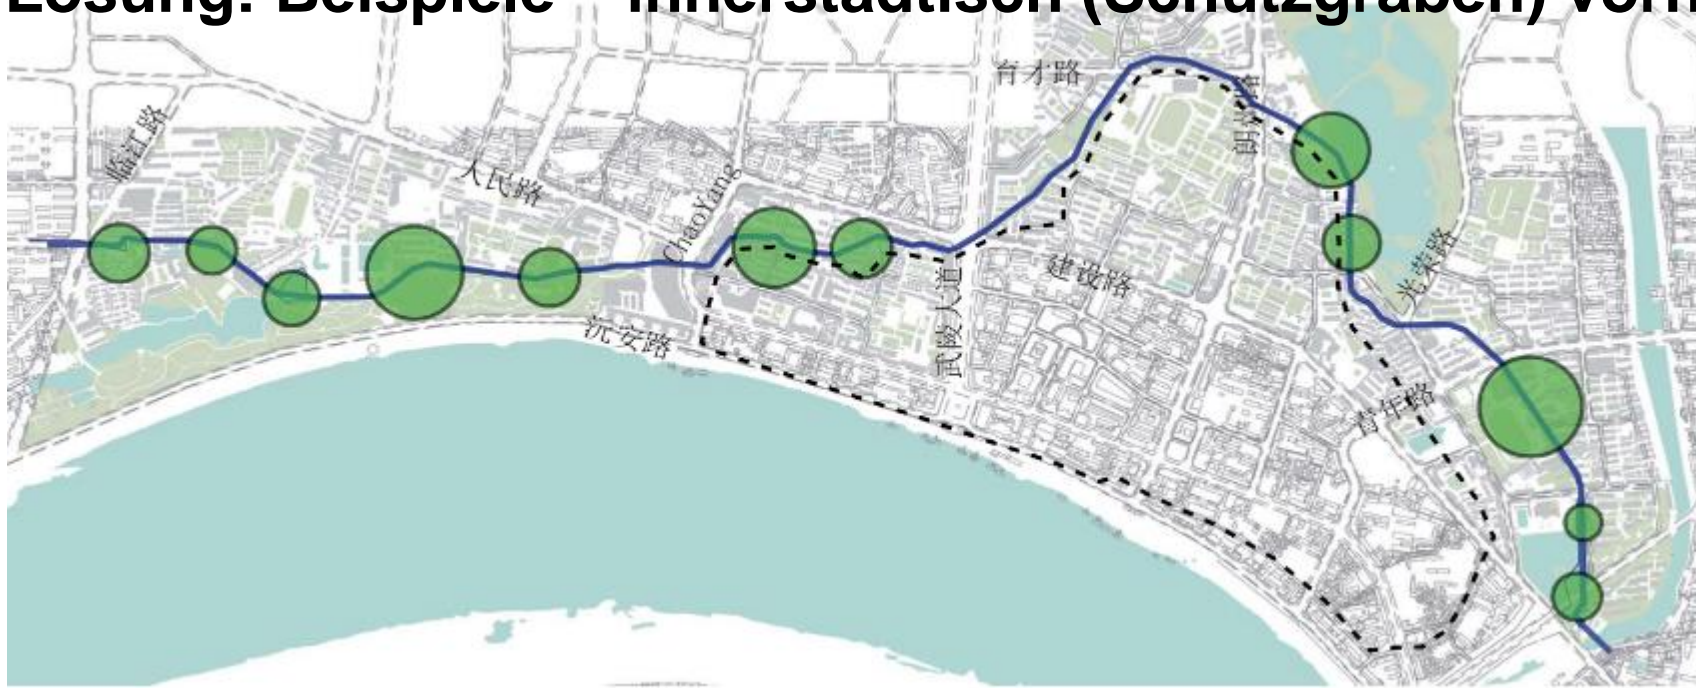 Lösung: Beispiele – innerstädtisch (Schutzgraben) vorh
育才路
临江路
人民路
ChaoYang
建设路
光荣路
沅安路
武陵大道
青年路